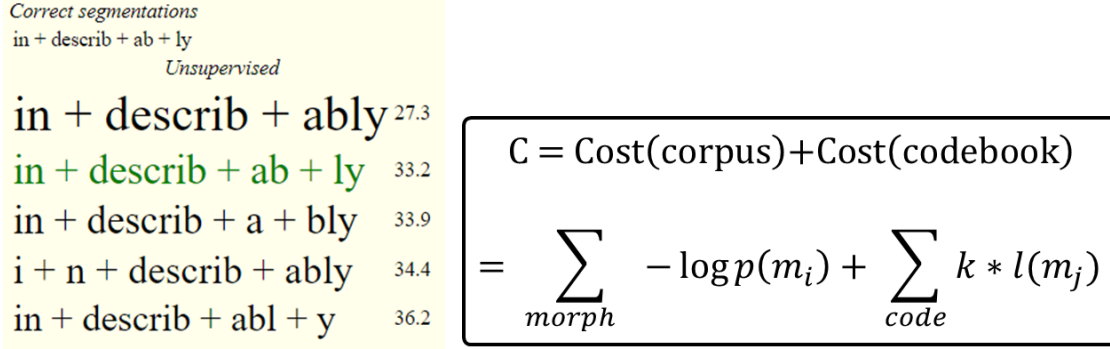 Correct segmentations
in + describ + ab + ly
Unsupervised
in + describ + ably 27.3
in + describ + ab + ly 33.2
in + describ + a + bly 33.9
i + n + describ + ably 34.4
in + describ + abl + y 36.2
C = Cost(corpus)+Cost(codebook)
= ∑ − log p(m_i) + ∑ k ∗ l(m_j)
morph code